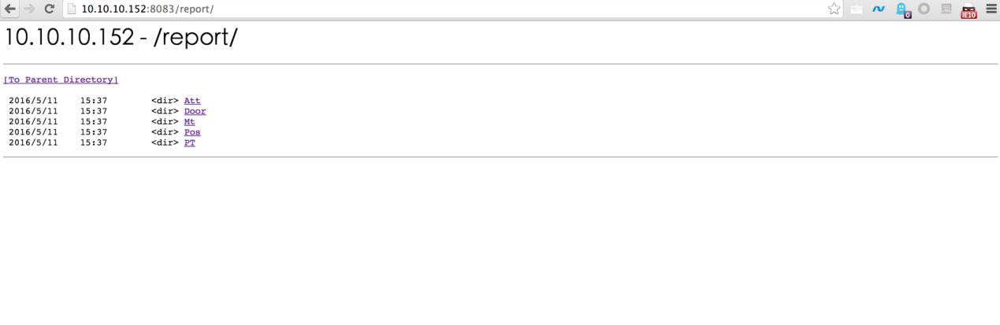 10.10.10.152:8083/report/
0
IE10
10.10.10.152 - /report/
[To Parent Directory]
2016/5/11 15:37 <dir> Att
2016/5/11 15:37 <dir> Door
2016/5/11 15:37 <dir> Mt
2016/5/11 15:37 <dir> Pos
2016/5/11 15:37 <dir> PT